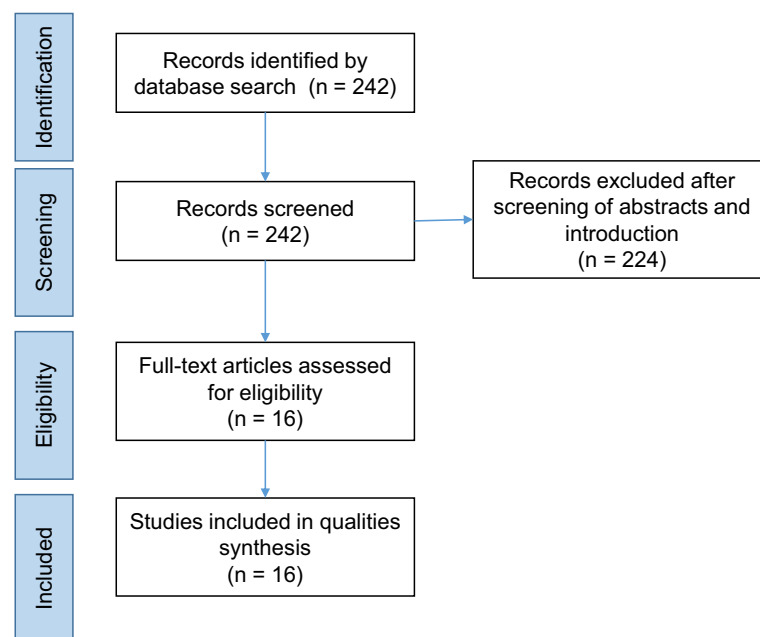 Identification
Records identified by
database search (n = 242)
Screening
Records screened
(n = 242)
Records excluded after
screening of abstracts and
introduction
(n = 224)
Eligibility
Full-text articles assessed
for eligibility
(n = 16)
Included
Studies included in qualities
synthesis
(n = 16)